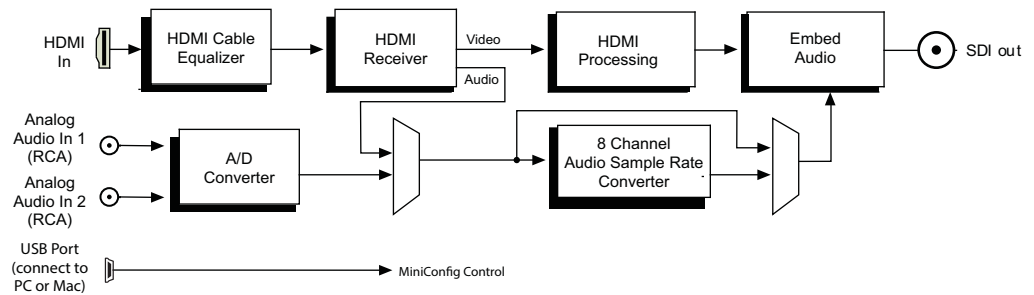 HDMI
In
HDMI Cable
Equalizer
HDMI
Receiver
Video
Audio
HDMI
Processing
Embed
Audio
SDI out
Analog
Audio In 1
(RCA)
Analog
Audio In 2
(RCA)
A/D
Converter
8 Channel
Audio Sample Rate
Converter
USB Port
(connect to
PC or Mac)
MiniConfig Control